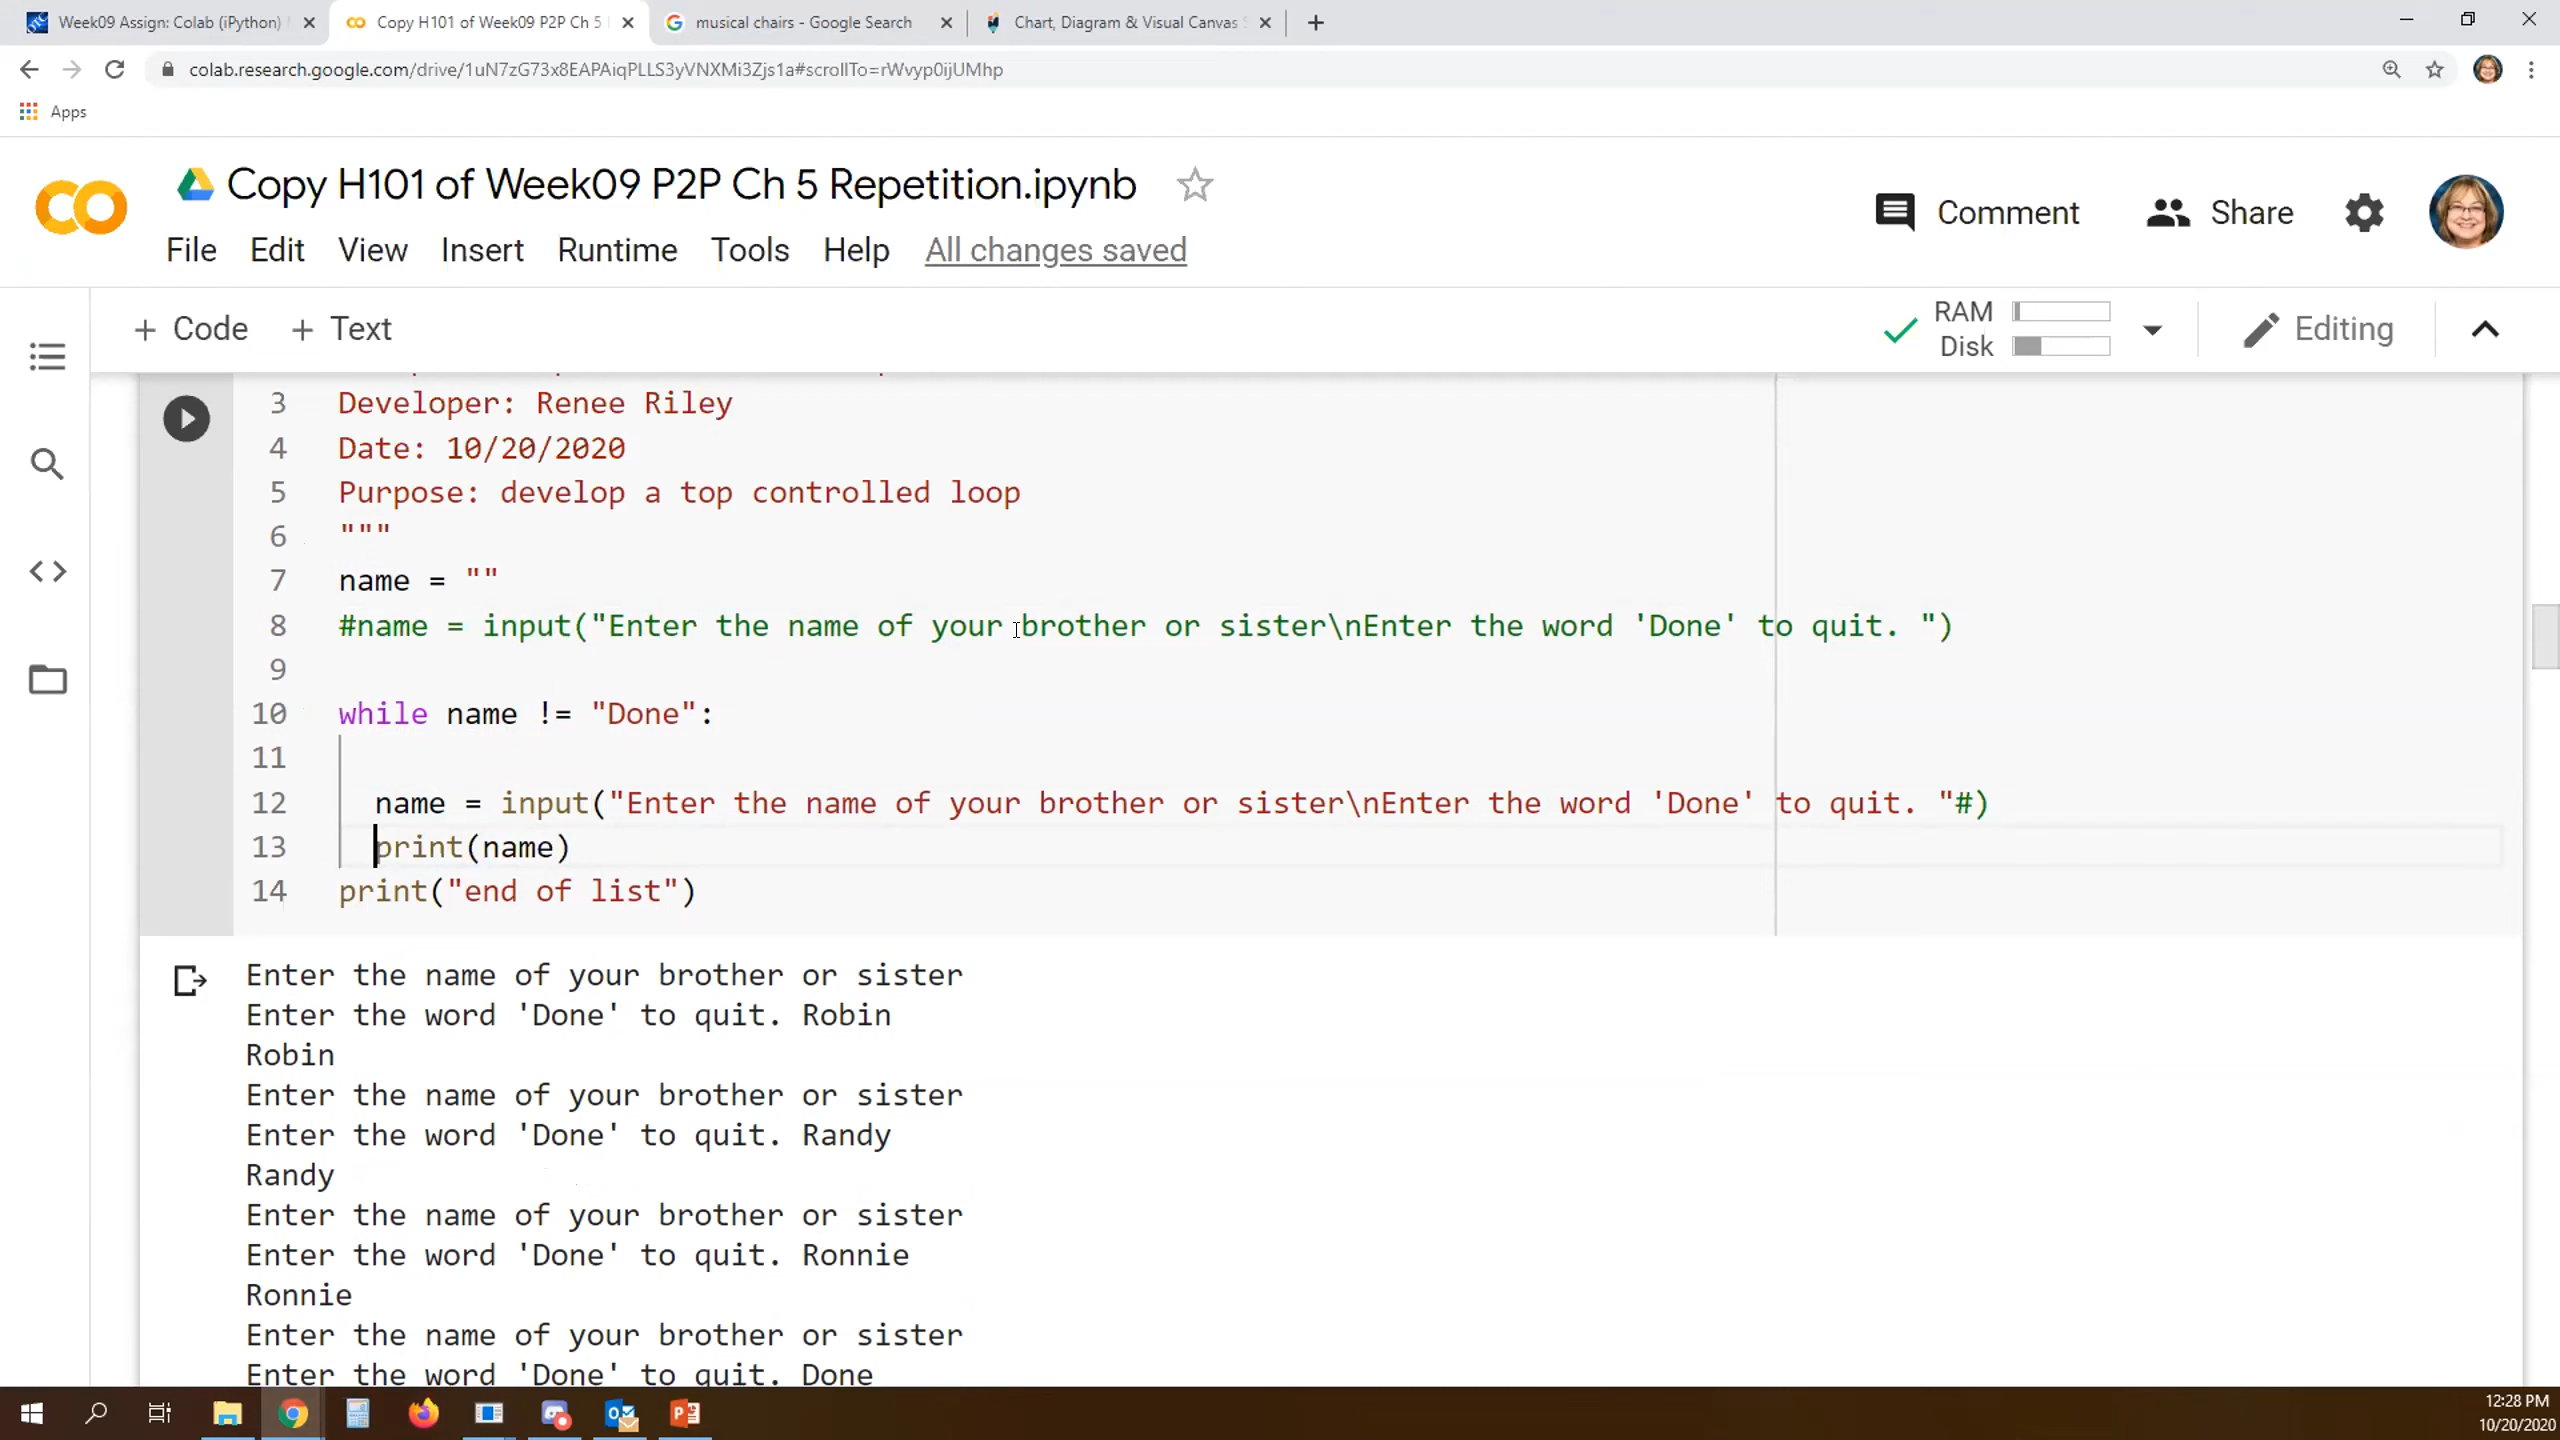 Week09 Assign: Colab (iPython)
Copy H101 of Week09 P2P Ch 5
musical chairs - Google Search
Chart, Diagram & Visual Canvas
colab.research.google.com/drive/1uN7zG73x8EAPAiqPLLS3yVNXMi3Zjs1a#scrollTo=rWvyp0ijUMhp
Apps
Copy H101 of Week09 P2P Ch 5 Repetition.ipynb
Comment
Share
File Edit View Insert Runtime Tools Help All changes saved
+ Code + Text
RAM
Disk
Editing
3 Developer: Renee Riley
4 Date: 10/20/2020
5 Purpose: develop a top controlled loop
6 """
7 name = ""
8 #name = input("Enter the name of your brother or sister\nEnter the word 'Done' to quit. ")
9
10 while name != "Done":
11
12 name = input("Enter the name of your brother or sister\nEnter the word 'Done' to quit. "#)
13 print(name)
14 print("end of list")
Enter the name of your brother or sister
Enter the word 'Done' to quit. Robin
Robin
Enter the name of your brother or sister
Enter the word 'Done' to quit. Randy
Randy
Enter the name of your brother or sister
Enter the word 'Done' to quit. Ronnie
Ronnie
Enter the name of your brother or sister
Enter the word 'Done' to quit. Done
12:28 PM
10/20/2020